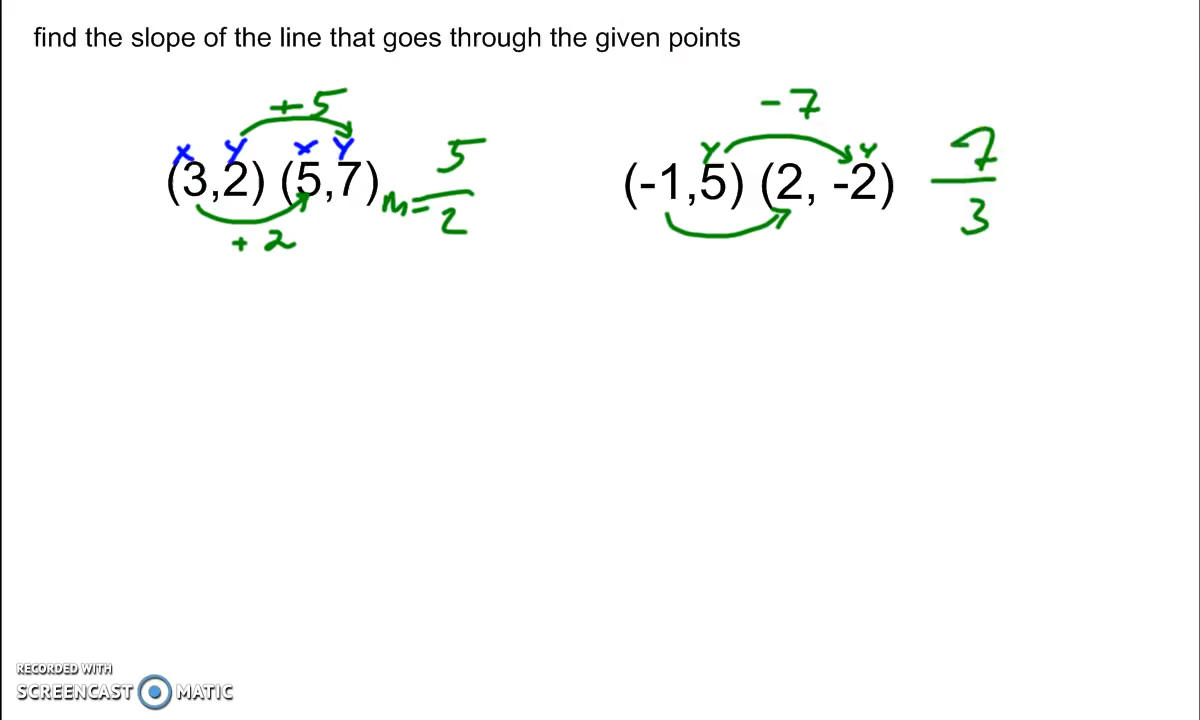 find the slope of the line that goes through the given points
+5
-7
x y x y
y y
(3,2) (5,7) m= 5/2
(-1,5) (2, -2) 7/3
+2
RECORDED WITH
SCREENCAST MATIC